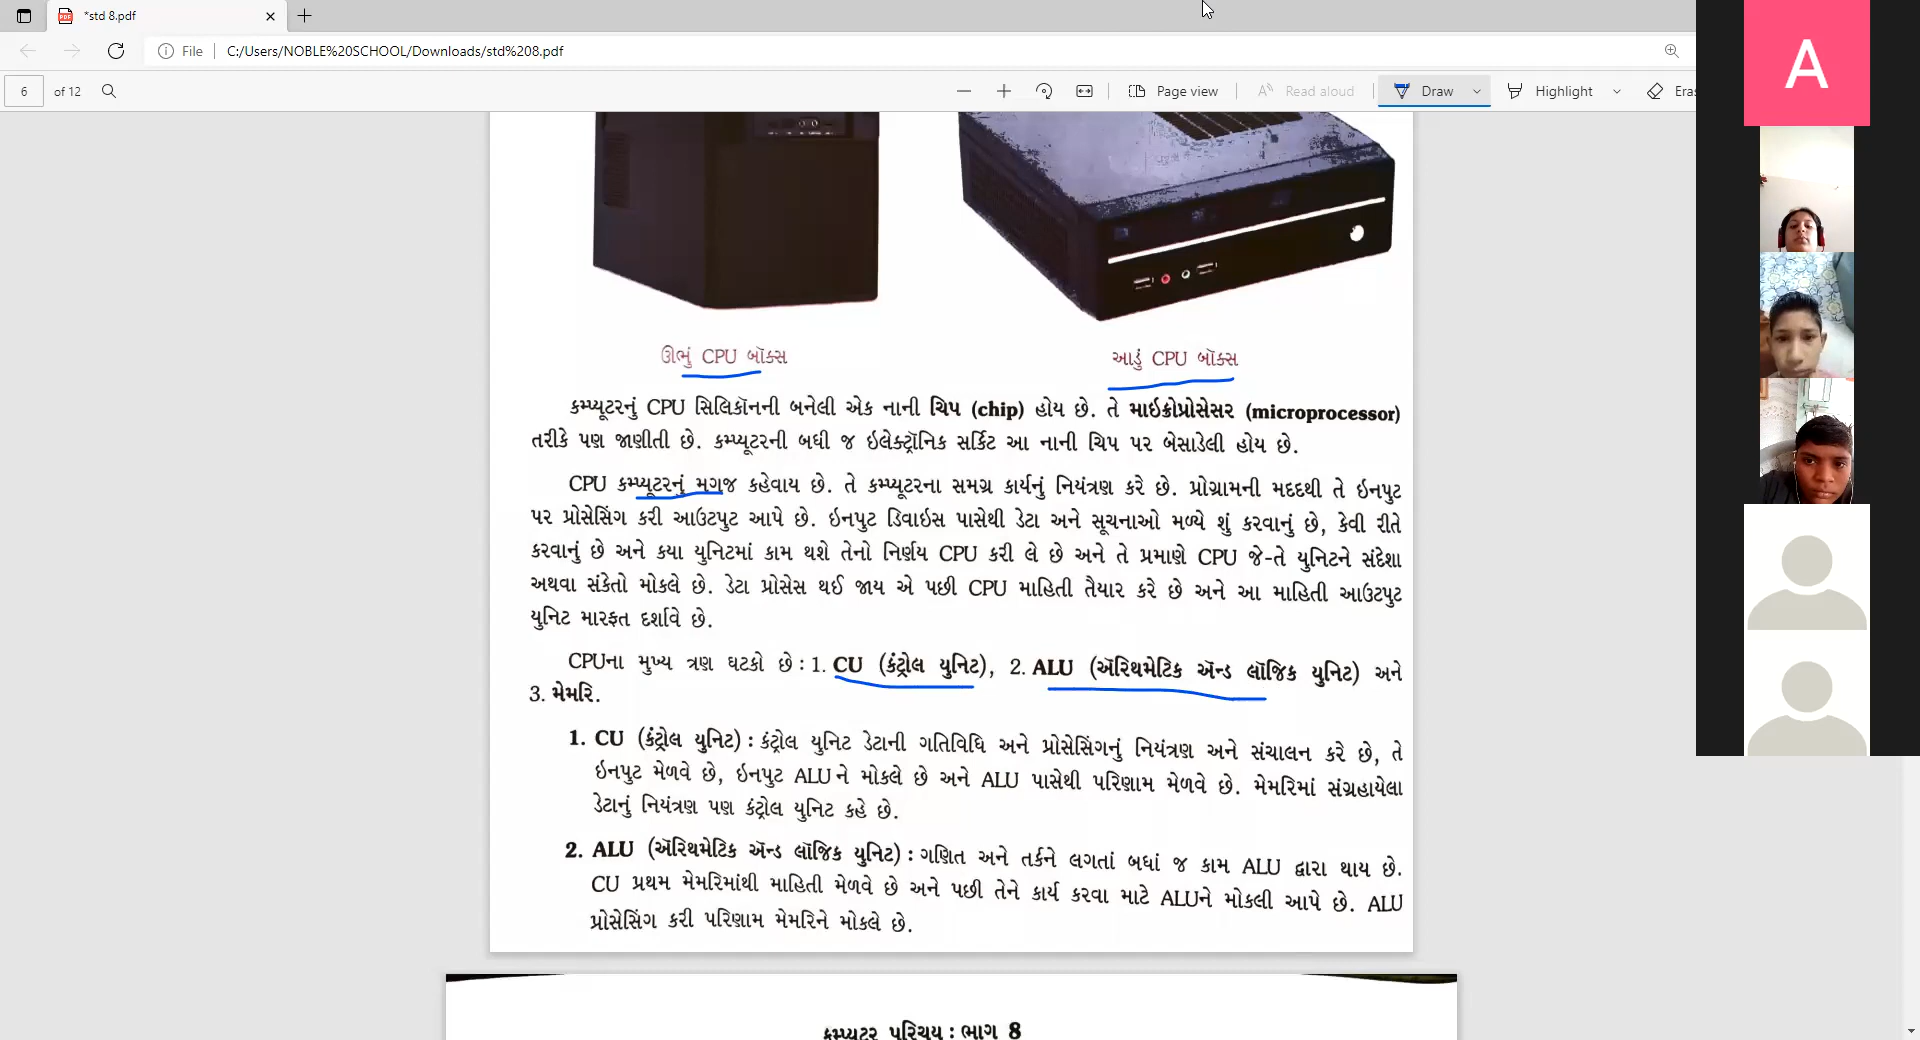 *std 8.pdf
File
C:/Users/NOBLE%20SCHOOL/Downloads/std%208.pdf
6 of 12
Page view
Read aloud
Draw
Highlight
Eras
A
ઊભું CPU બૉક્સ
આડું CPU બૉક્સ
કમ્પ્યૂટરનું CPU સિલિકૉનની બનેલી એક નાની ચિપ (chip) હોય છે. તે માઇક્રોપ્રોસેસર (microprocessor)
તરીકે પણ જાણીતી છે. કમ્પ્યૂટરની બધી જ ઇલેક્ટ્રૉનિક સર્કિટ આ નાની ચિપ પર બેસાડેલી હોય છે.
CPU કમ્પ્યૂટરનું મગજ કહેવાય છે. તે કમ્પ્યૂટરના સમગ્ર કાર્યનું નિયંત્રણ કરે છે. પ્રોગ્રામની મદદથી તે ઇનપુટ
પર પ્રોસેસિંગ કરી આઉટપુટ આપે છે. ઇનપુટ ડિવાઇસ પાસેથી ડેટા અને સૂચનાઓ મળ્યે શું કરવાનું છે, કેવી રીતે
કરવાનું છે અને કયા યુનિટમાં કામ થશે તેનો નિર્ણય CPU કરી લે છે અને તે પ્રમાણે CPU જે-તે યુનિટને સંદેશા
અથવા સંકેતો મોકલે છે. ડેટા પ્રોસેસ થઈ જાય એ પછી CPU માહિતી તૈયાર કરે છે અને આ માહિતી આઉટપુટ
યુનિટ મારફત દર્શાવે છે.
CPUના મુખ્ય ત્રણ ઘટકો છે : 1. CU (કંટ્રોલ યુનિટ), 2. ALU (ઍરિથમેટિક ઍન્ડ લૉજિક યુનિટ) અને
3. મેમરિ.
1. CU (કંટ્રોલ યુનિટ) : કંટ્રોલ યુનિટ ડેટાની ગતિવિધિ અને પ્રોસેસિંગનું નિયંત્રણ અને સંચાલન કરે છે, તે
ઇનપુટ મેળવે છે, ઇનપુટ ALU ને મોકલે છે અને ALU પાસેથી પરિણામ મેળવે છે. મેમરિમાં સંગ્રહાયેલા
ડેટાનું નિયંત્રણ પણ કંટ્રોલ યુનિટ કહે છે.
2. ALU (ઍરિથમેટિક ઍન્ડ લૉજિક યુનિટ) : ગણિત અને તર્કને લગતાં બધાં જ કામ ALU દ્વારા થાય છે.
CU પ્રથમ મેમરિમાંથી માહિતી મેળવે છે અને પછી તેને કાર્ય કરવા માટે ALUને મોકલી આપે છે. ALU
પ્રોસેસિંગ કરી પરિણામ મેમરિને મોકલે છે.
કમ્પ્યૂટર પરિચય : ભાગ 8